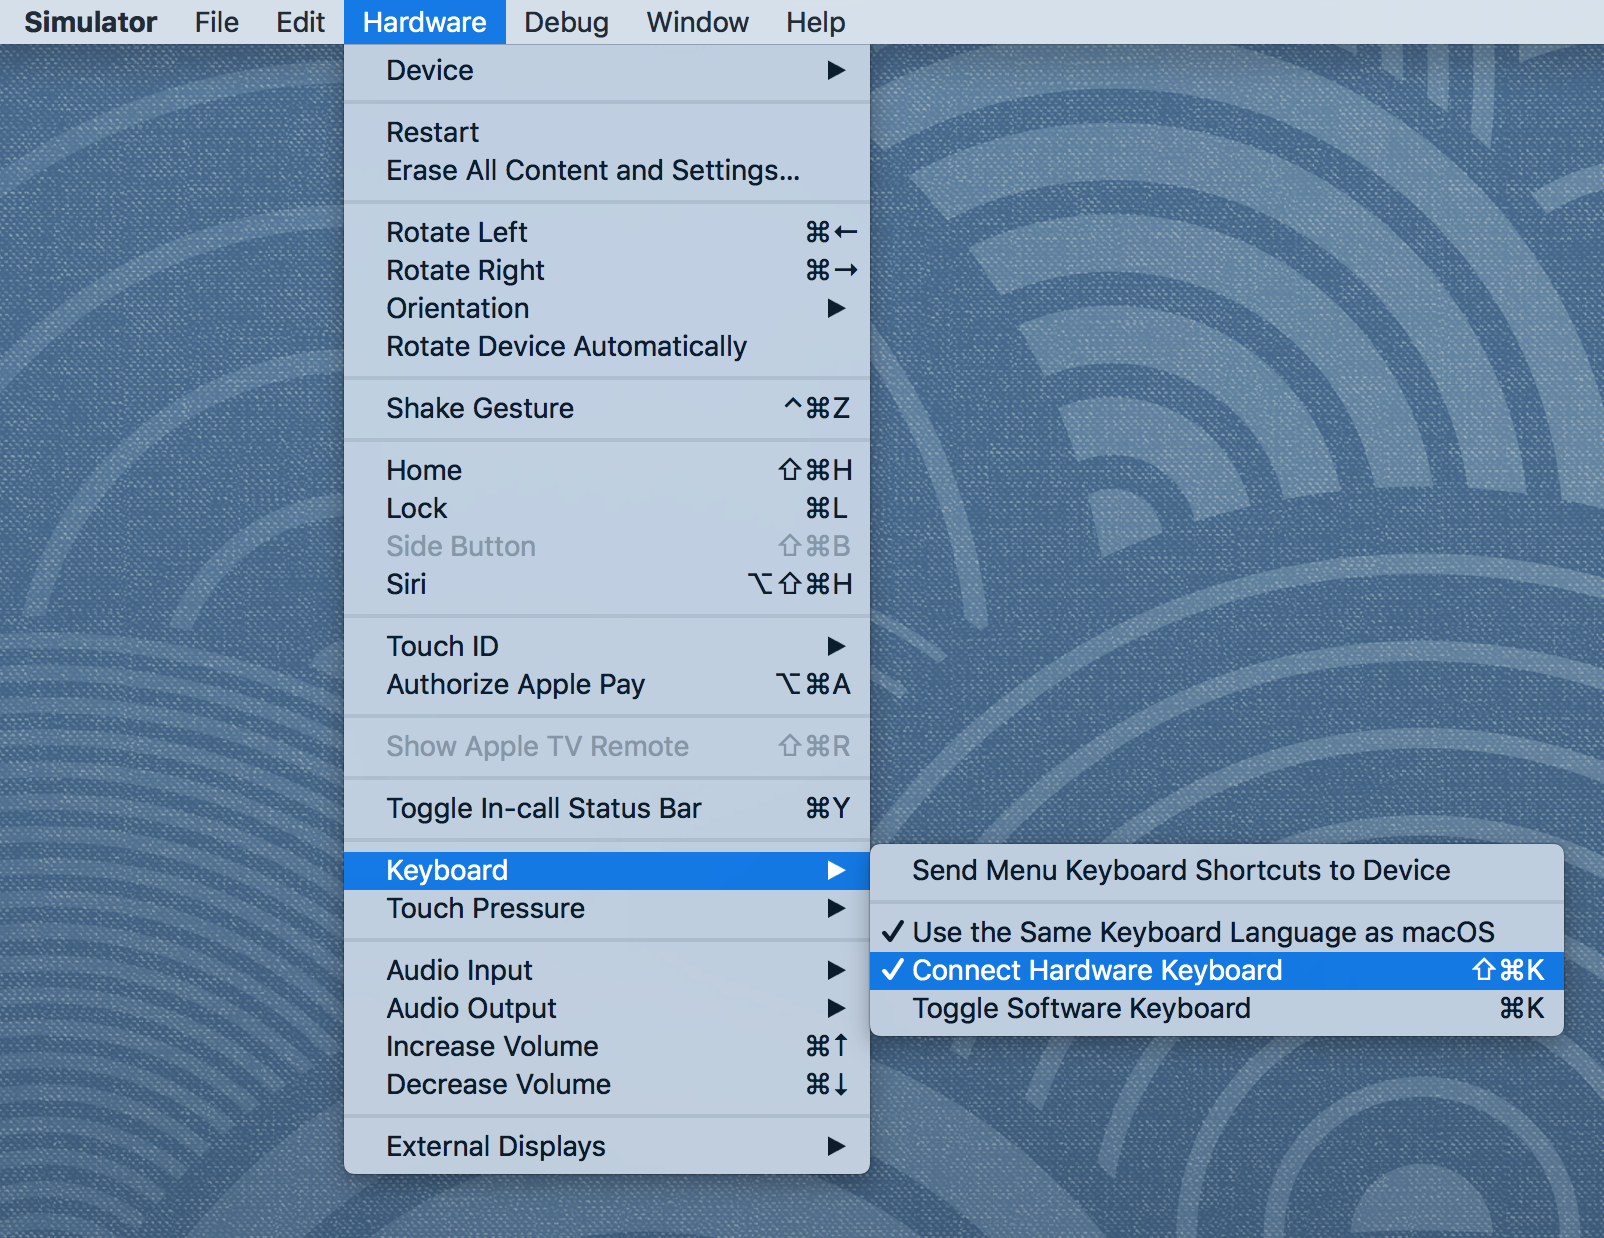 Simulator File Edit Hardware Debug Window Help
Device ▶
Restart
Erase All Content and Settings...
Rotate Left ⌘←
Rotate Right ⌘→
Orientation ▶
Rotate Device Automatically
Shake Gesture ^⌘Z
Home ⇧⌘H
Lock ⌘L
Side Button ⇧⌘B
Siri ⌥⇧⌘H
Touch ID ▶
Authorize Apple Pay ⌥⌘A
Show Apple TV Remote ⇧⌘R
Toggle In-call Status Bar ⌘Y
Keyboard ▶
Touch Pressure ▶
Audio Input ▶
Audio Output ▶
Increase Volume ⌘↑
Decrease Volume ⌘↓
External Displays ▶
Send Menu Keyboard Shortcuts to Device
✓ Use the Same Keyboard Language as macOS
✓ Connect Hardware Keyboard ⇧⌘K
Toggle Software Keyboard ⌘K